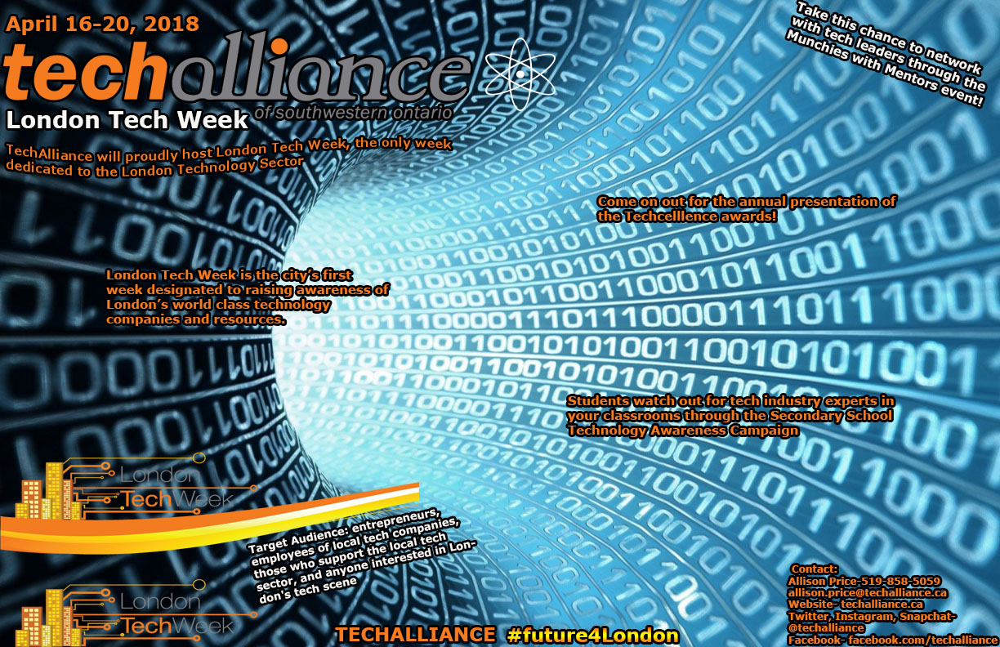 April 16-20, 2018
techalliance
of southwestern ontario
London Tech Week
TechAlliance will proudly host London Tech Week, the only week
dedicated to the London Technology Sector
Take this chance to network
with tech leaders through the
Munchies with Mentors event!
Come on out for the annual presentation of
the Techcelllence awards!
London Tech Week is the city's first
week designated to raising awareness of
London's world class technology
companies and resources.
Students watch out for tech industry experts in
your classrooms through the Secondary School
Technology Awareness Campaign
London
TechWeek
Target Audience: entrepreneurs,
employees of local tech companies,
those who support the local tech
sector, and anyone interested in Lon-
don's tech scene
London
TechWeek
TECHALLIANCE #future4London
Contact:
Allison Price-519-858-5059
allison.price@techalliance.ca
Website- techalliance.ca
Twitter, Instagram, Snapchat-
@techalliance
Facebook- facebook.com/techalliance